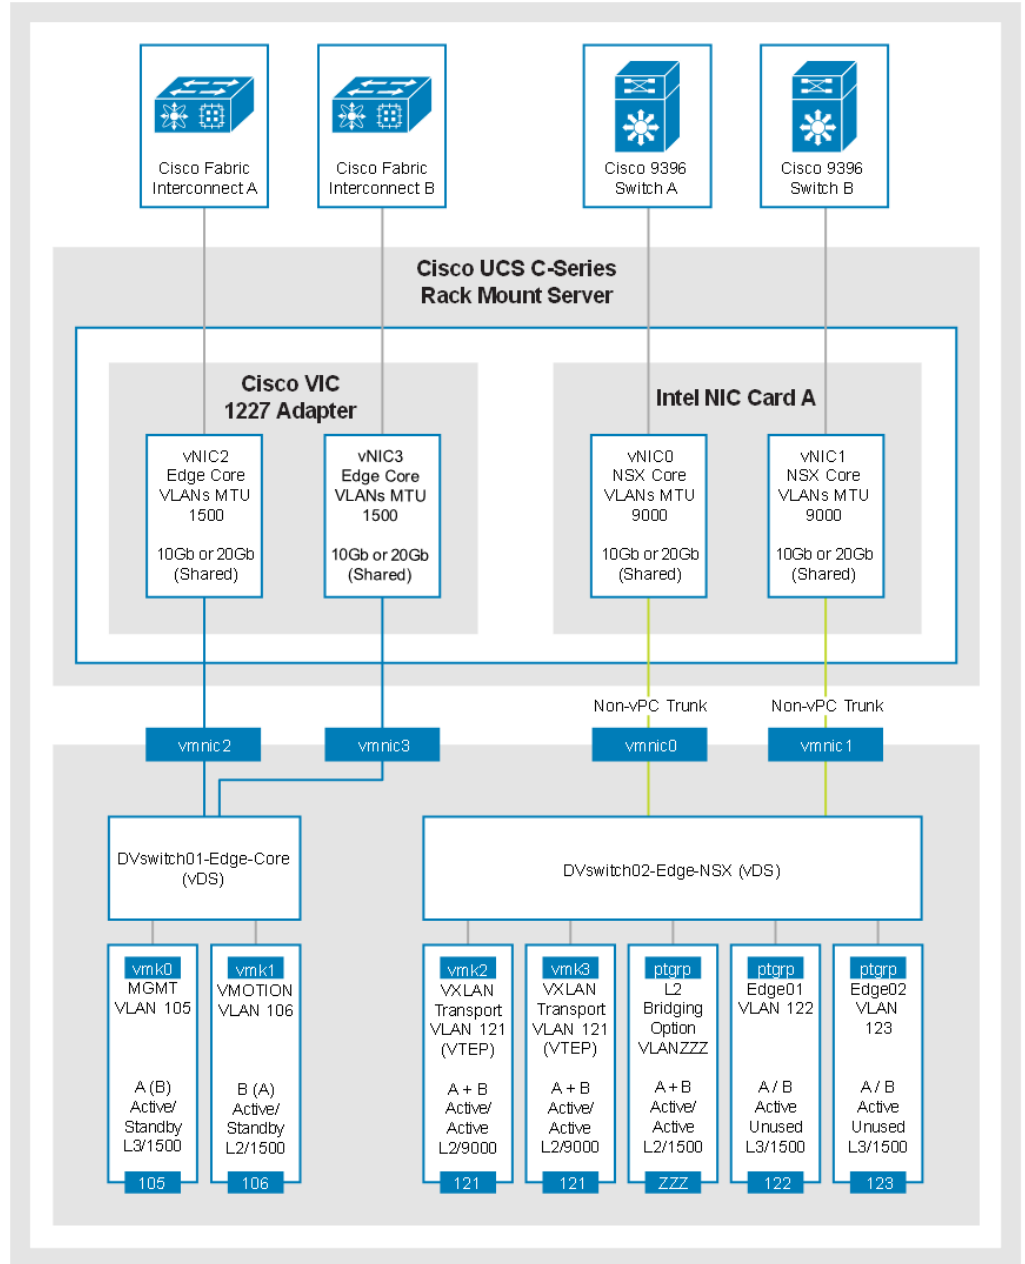 Cisco Fabric
Interconnect A
Cisco Fabric
Interconnect B
Cisco 9396
Switch A
Cisco 9396
Switch B
Cisco UCS C-Series
Rack Mount Server
Cisco VIC
1227 Adapter
Intel NIC Card A
vNIC2
Edge Core
VLANs MTU
1500
10Gb or 20Gb
(Shared)
vNIC3
Edge Core
VLANs MTU
1500
10Gb or 20Gb
(Shared)
vNIC0
NSX Core
VLANs MTU
9000
10Gb or 20Gb
(Shared)
vNIC1
NSX Core
VLANs MTU
9000
10Gb or 20Gb
(Shared)
Non-vPC Trunk
Non-vPC Trunk
vmnic2
vmnic3
vmnic0
vmnic1
DVswitch01-Edge-Core
(vDS)
DVswitch02-Edge-NSX (vDS)
vmk0
MGMT
VLAN 105
A (B)
Active/
Standby
L3/1500
105
vmk1
VMOTION
VLAN 106
B (A)
Active/
Standby
L2/1500
106
vmk2
VXLAN
Transport
VLAN 121
(VTEP)
A + B
Active/
Active
L2/9000
121
vmk3
VXLAN
Transport
VLAN 121
(VTEP)
A + B
Active/
Active
L2/9000
121
ptgrp
L2
Bridging
Option
VLANZZZ
A + B
Active/
Active
L2/1500
ZZZ
ptgrp
Edge01
VLAN 122
A / B
Active
Unused
L3/1500
122
ptgrp
Edge02
VLAN
123
A / B
Active
Unused
L3/1500
123